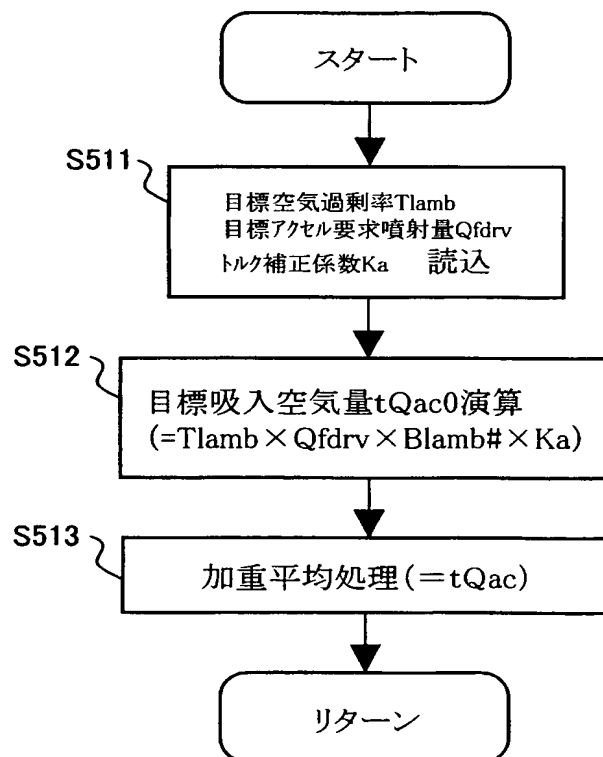 スタート
S511
目標空気過剰率Tlamb
目標アクセル要求噴射量Qfdrv
トルク補正係数Ka 読込
S512
目標吸入空気量tQac0演算
(=Tlamb×Qfdrv×Blamb#×Ka)
S513
加重平均処理(=tQac)
リターン